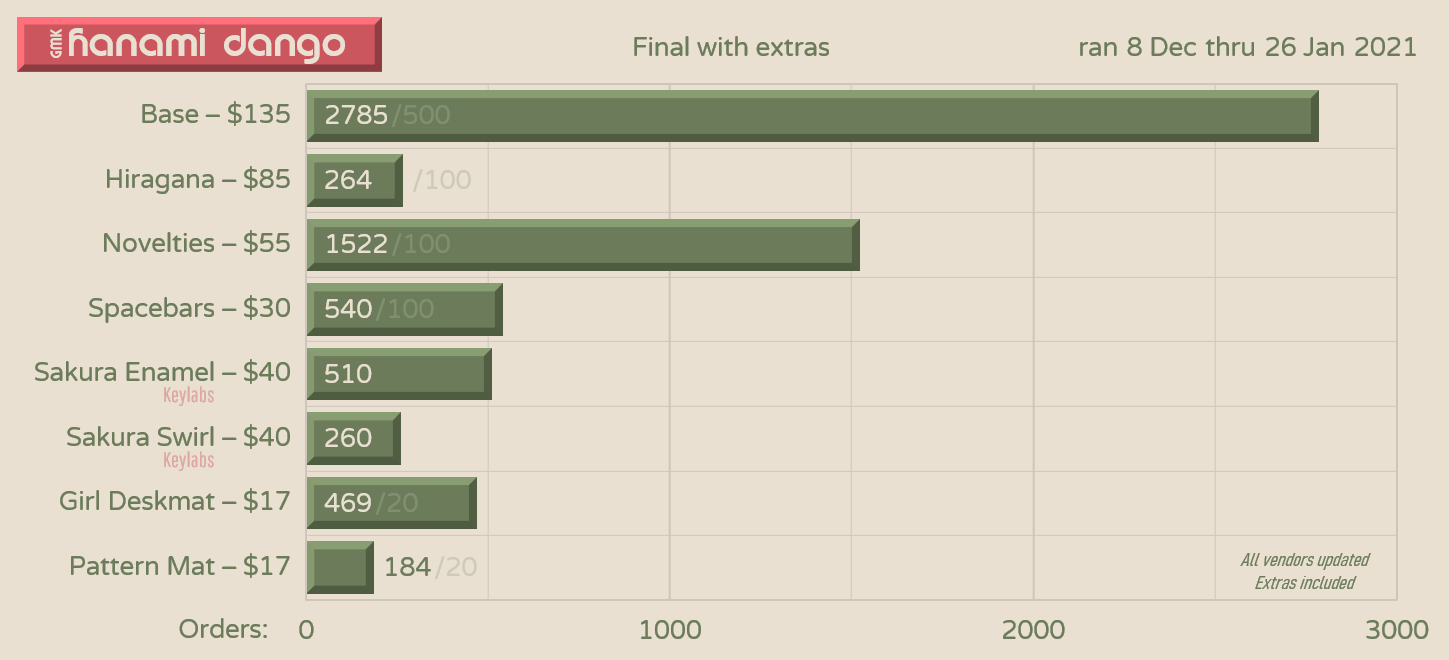 GMK hanami dango
Final with extras
ran 8 Dec thru 26 Jan 2021
Base – $135 2785/500
Hiragana – $85 264 /100
Novelties – $55 1522/100
Spacebars – $30 540/100
Sakura Enamel – $40 510
Keylabs
Sakura Swirl – $40 260
Keylabs
Girl Deskmat – $17 469/20
Pattern Mat – $17 184/20
All vendors updated
Extras included
Orders: 0 1000 2000 3000